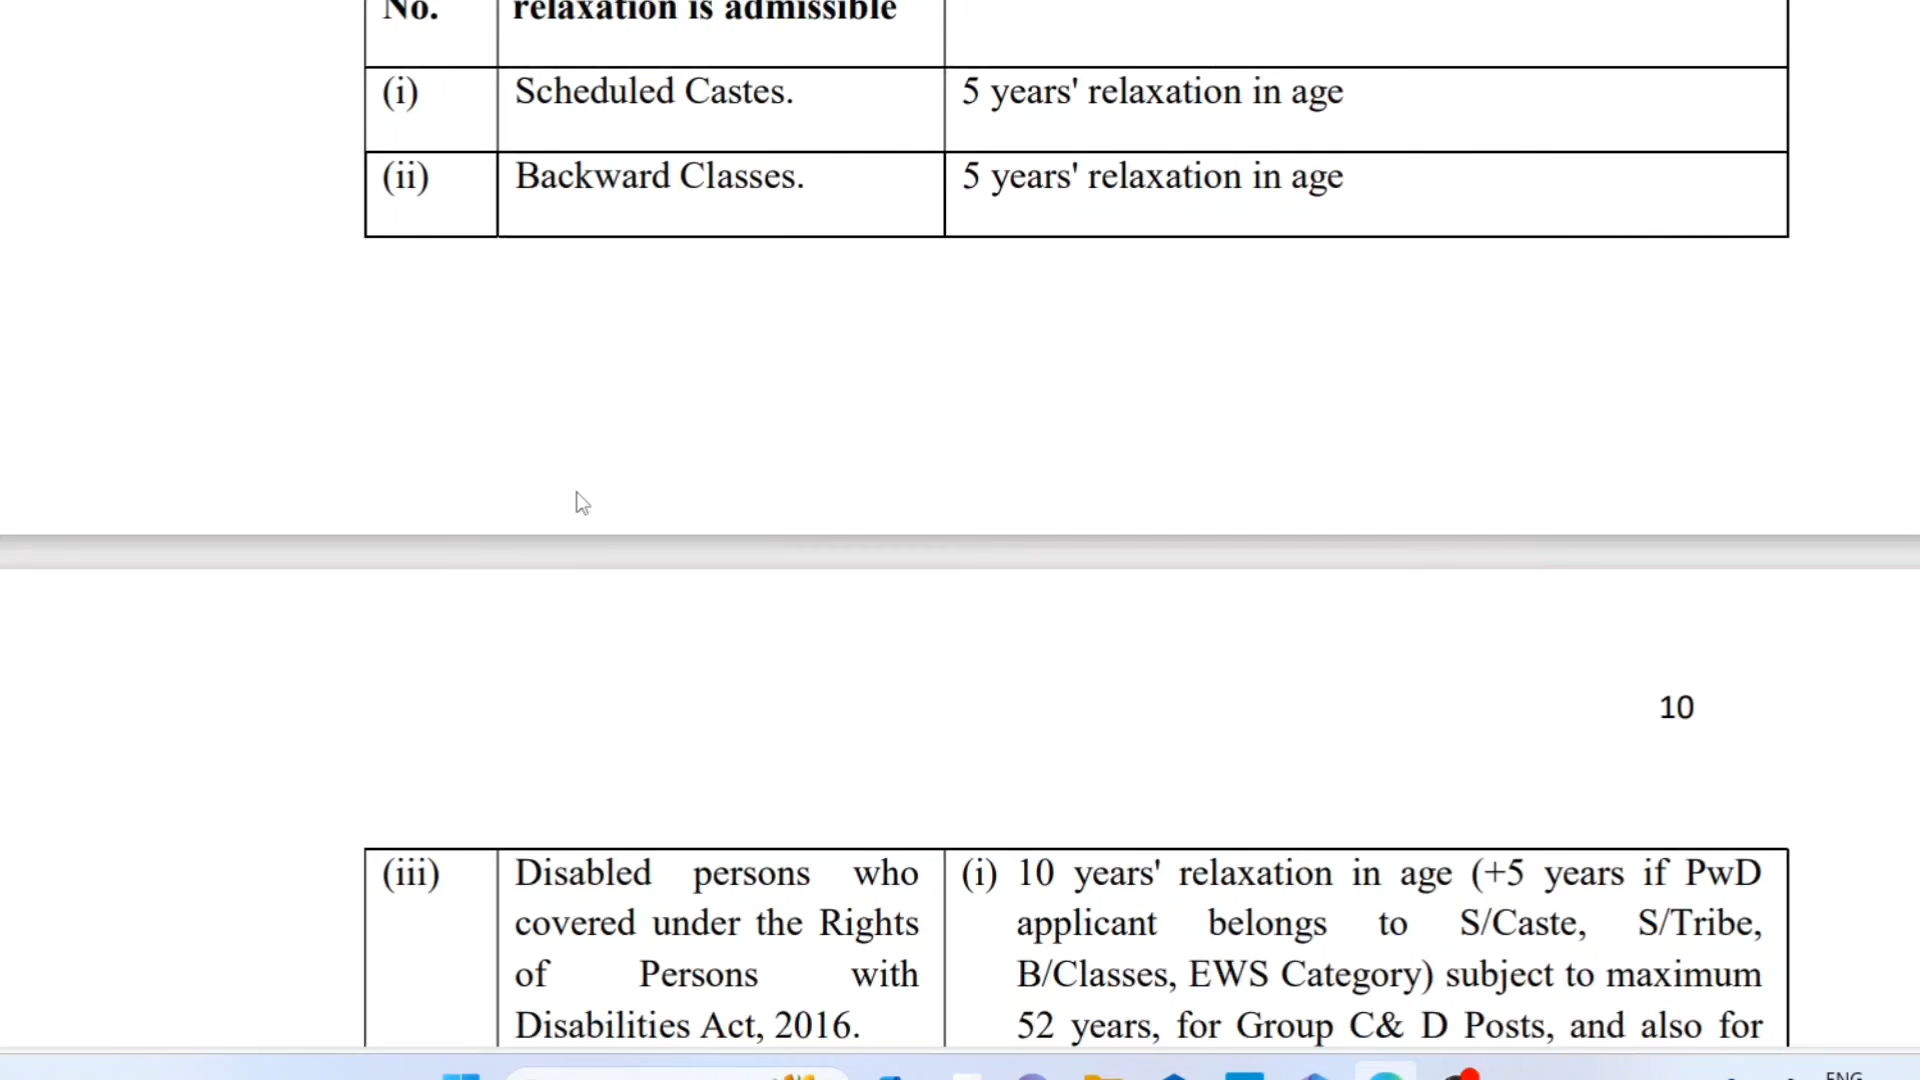 No. relaxation is admissible
(i) Scheduled Castes. 5 years' relaxation in age
(ii) Backward Classes. 5 years' relaxation in age
10
(iii) Disabled persons who (i) 10 years' relaxation in age (+5 years if PwD
covered under the Rights applicant belongs to S/Caste, S/Tribe,
of Persons with B/Classes, EWS Category) subject to maximum
Disabilities Act, 2016. 52 years, for Group C& D Posts, and also for
ENG